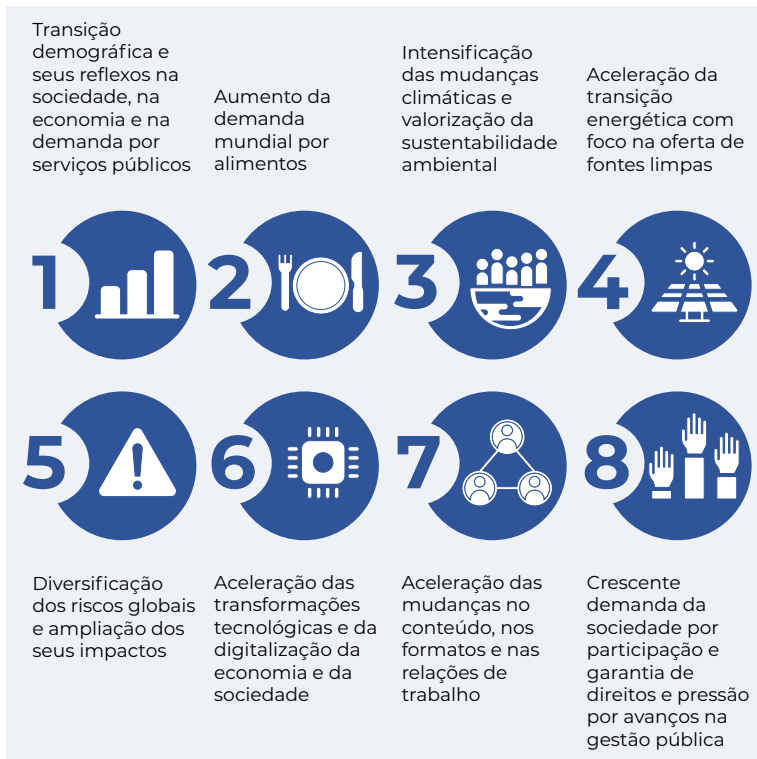 Transição
demográfica e
seus reflexos na
sociedade, na
economia e na
demanda por
serviços públicos
Aumento da
demanda
mundial por
alimentos
Intensificação
das mudanças
climáticas e
valorização da
sustentabilidade
ambiental
Aceleração da
transição
energética com
foco na oferta de
fontes limpas
1
2
3
4
5
6
7
8
Diversificação
dos riscos globais
e ampliação dos
seus impactos
Aceleração das
transformações
tecnológicas e da
digitalização da
economia e da
sociedade
Aceleração das
mudanças no
conteúdo, nos
formatos e nas
relações de
trabalho
Crescente
demanda da
sociedade por
participação e
garantia de
direitos e pressão
por avanços na
gestão pública